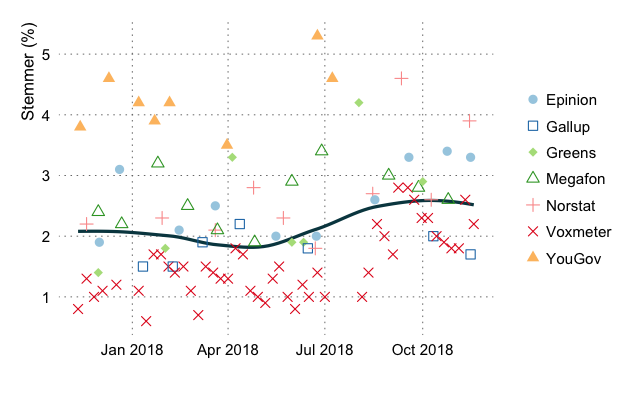 Stemmer (%)
5
4
3
2
1
Jan 2018
Apr 2018
Jul 2018
Oct 2018
Epinion
Gallup
Greens
Megafon
Norstat
Voxmeter
YouGov